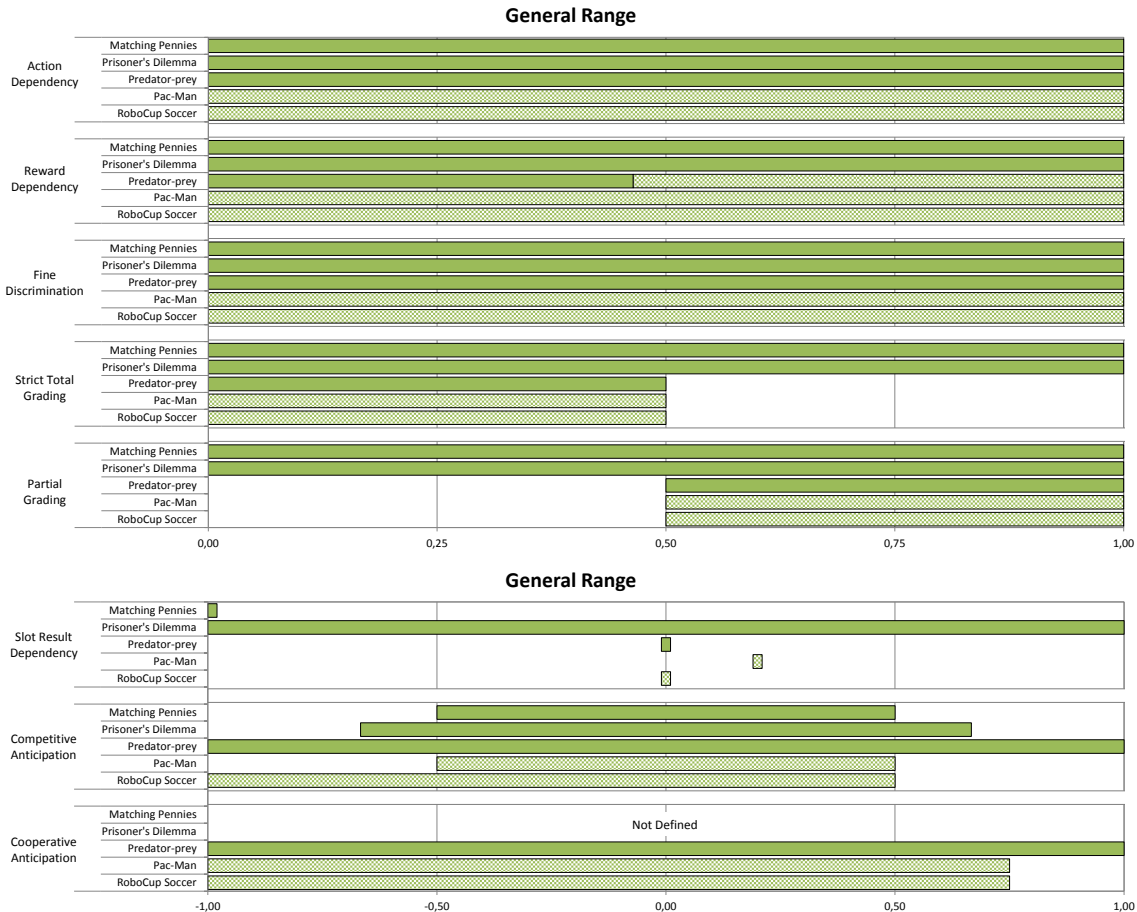 General Range
Action
Dependency
Matching Pennies
Prisoner's Dilemma
Predator-prey
Pac-Man
RoboCup Soccer
Reward
Dependency
Matching Pennies
Prisoner's Dilemma
Predator-prey
Pac-Man
RoboCup Soccer
Fine
Discrimination
Matching Pennies
Prisoner's Dilemma
Predator-prey
Pac-Man
RoboCup Soccer
Strict Total
Grading
Matching Pennies
Prisoner's Dilemma
Predator-prey
Pac-Man
RoboCup Soccer
Partial
Grading
Matching Pennies
Prisoner's Dilemma
Predator-prey
Pac-Man
RoboCup Soccer
0,00 0,25 0,50 0,75 1,00
General Range
Slot Result
Dependency
Matching Pennies
Prisoner's Dilemma
Predator-prey
Pac-Man
RoboCup Soccer
Competitive
Anticipation
Matching Pennies
Prisoner's Dilemma
Predator-prey
Pac-Man
RoboCup Soccer
Cooperative
Anticipation
Matching Pennies
Prisoner's Dilemma
Predator-prey
Pac-Man
RoboCup Soccer
Not Defined
-1,00 -0,50 0,00 0,50 1,00